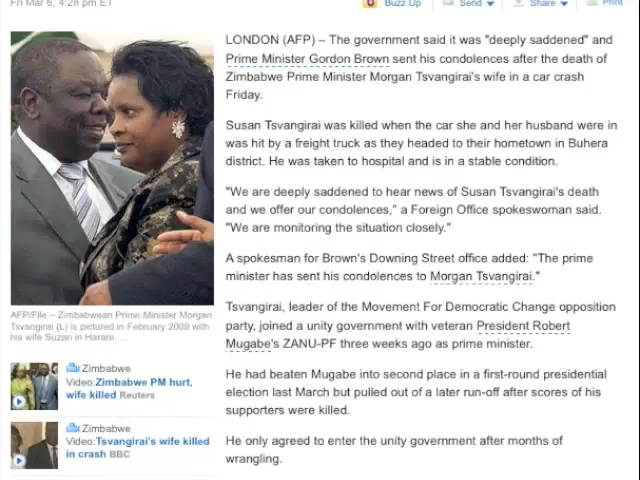 Fri Mar 6, 4:28 pm ET
Buzz Up
Send
Share
Print
LONDON (AFP) – The government said it was "deeply saddened" and
Prime Minister Gordon Brown sent his condolences after the death of
Zimbabwe Prime Minister Morgan Tsvangirai's wife in a car crash
Friday.
Susan Tsvangirai was killed when the car she and her husband were in
was hit by a freight truck as they headed to their hometown in Buhera
district. He was taken to hospital and is in a stable condition.
"We are deeply saddened to hear news of Susan Tsvangirai's death
and we offer our condolences," a Foreign Office spokeswoman said.
"We are monitoring the situation closely."
A spokesman for Brown's Downing Street office added: "The prime
minister has sent his condolences to Morgan Tsvangirai."
Tsvangirai, leader of the Movement For Democratic Change opposition
party, joined a unity government with veteran President Robert
Mugabe's ZANU-PF three weeks ago as prime minister.
He had beaten Mugabe into second place in a first-round presidential
election last March but pulled out of a later run-off after scores of his
supporters were killed.
He only agreed to enter the unity government after months of
wrangling.
AFP/File – Zimbabwean Prime Minister Morgan
Tsvangirai (L) is pictured in February 2009 with
his wife Suzan in Harare. ...
Zimbabwe
Video:Zimbabwe PM hurt,
wife killed Reuters
Zimbabwe
Video:Tsvangirai's wife killed
in crash BBC